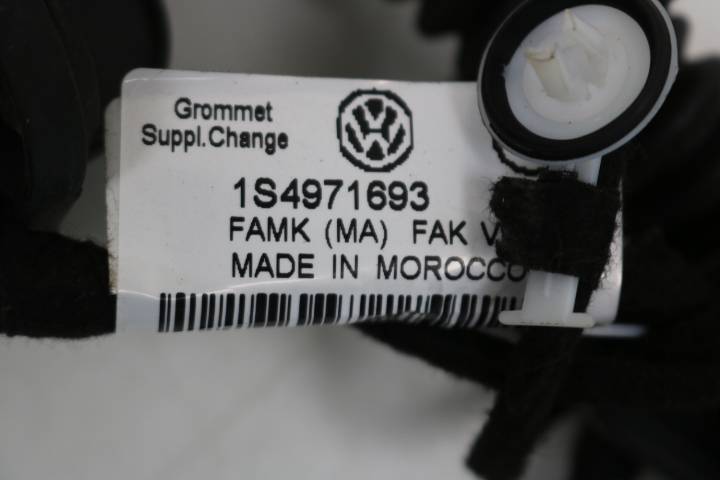 Grommet
Suppl.Change
1S4971693
FAMK (MA) FAK
MADE IN MOROCCO